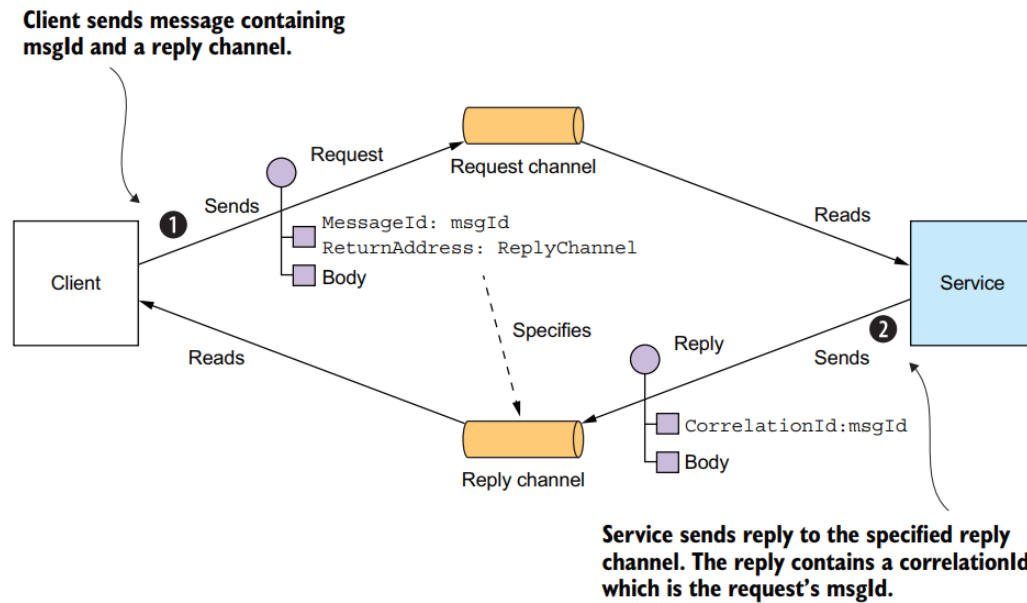 Client sends message containing
msgId and a reply channel.
Request
Request channel
Sends
1
Reads
MessageId: msgId
ReturnAddress: ReplyChannel
Body
Client
Service
Specifies
2
Reads
Reply
Sends
CorrelationId:msgId
Body
Reply channel
Service sends reply to the specified reply
channel. The reply contains a correlationId
which is the request's msgId.